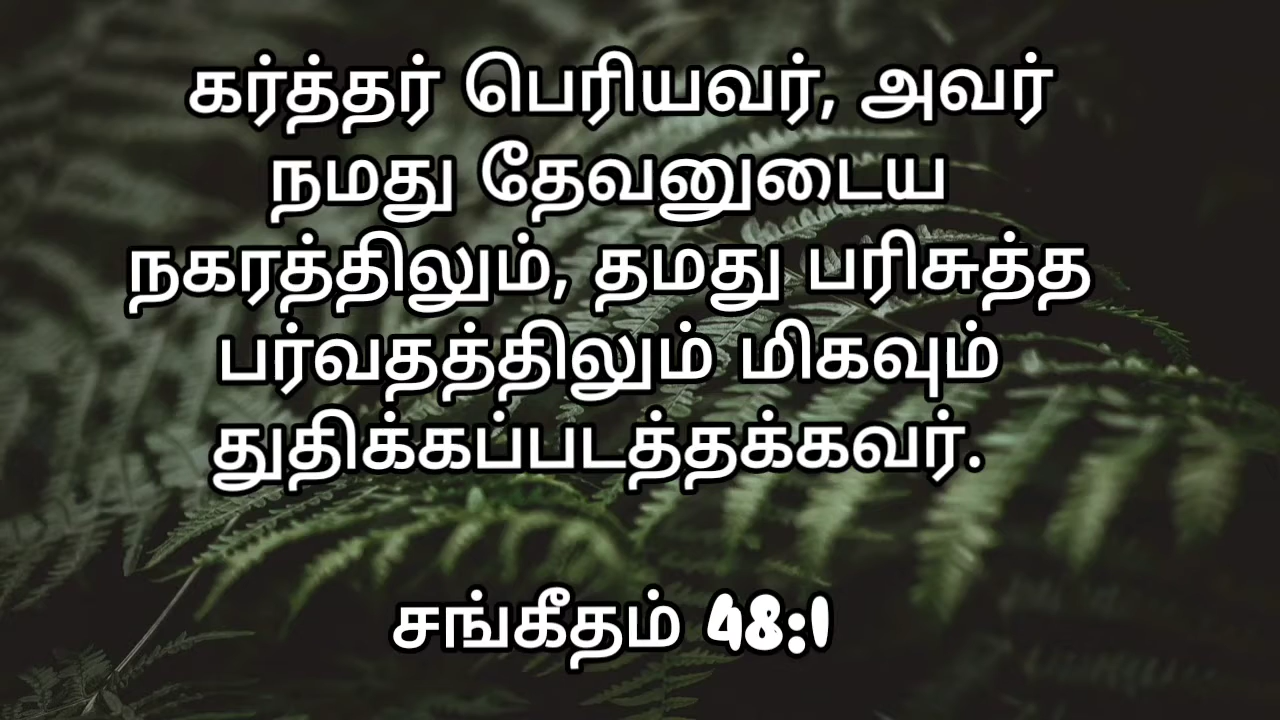 கர்த்தர் பெரியவர், அவர்
நமது தேவனுடைய
நகரத்திலும், தமது பரிசுத்த
பர்வதத்திலும் மிகவும்
துதிக்கப்படத்தக்கவர்.
சங்கீதம் 48:1